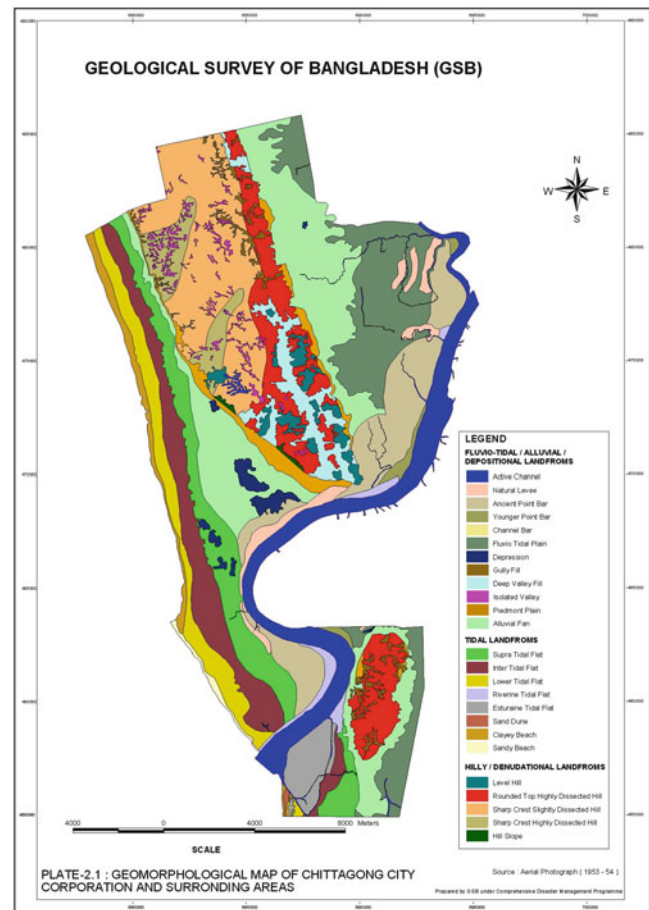 GEOLOGICAL SURVEY OF BANGLADESH (GSB)
N
W E
S
LEGEND
FLUVIO-TIDAL / ALLUVIAL /
DEPOSITIONAL LANDFROMS
Active Channel
Natural Levee
Ancient Point Bar
Younger Point Bar
Channel Bar
Fluvio Tidal Plain
Depression
Gully Fill
Deep Valley Fill
Isolated Valley
Piedmont Plain
Alluvial Fan
TIDAL LANDFROMS
Supra Tidal Flat
Inter Tidal Flat
Lower Tidal Flat
Riverine Tidal Flat
Esturaine Tidal Flat
Sand Dune
Clayey Beach
Sandy Beach
HILLY / DENUDATIONAL LANDFROMS
Level Hill
Rounded Top Highly Dissected Hill
Sharp Crest Slightly Dissected Hill
Sharp Crest Highly Dissected Hill
Hill Slope
4000 0 4000 8000 Meters
SCALE
PLATE-2.1 : GEOMORPHOLOGICAL MAP OF CHITTAGONG CITY
CORPORATION AND SURRONDING AREAS
Source : Aerial Photograph ( 1953 - 54 )
Prepared by GSB under Comprehensive Disaster Management Programme